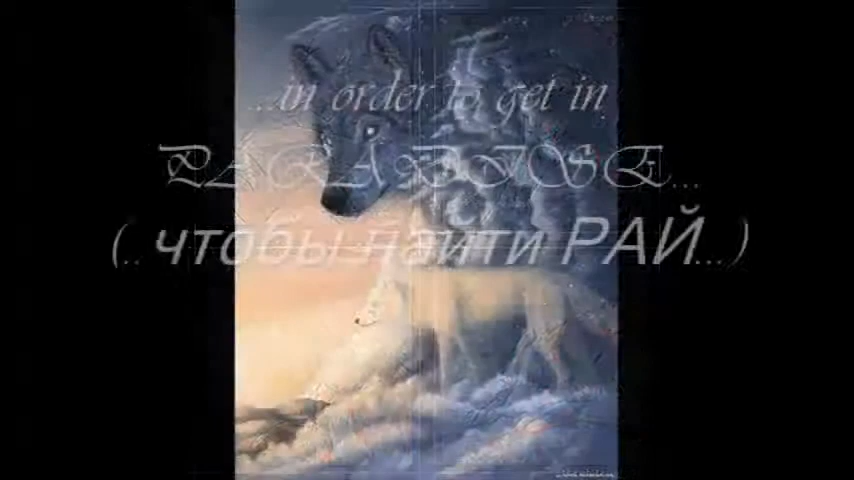 ...in order to get in
PARADISE...
(.. чтобы найти РАЙ...)